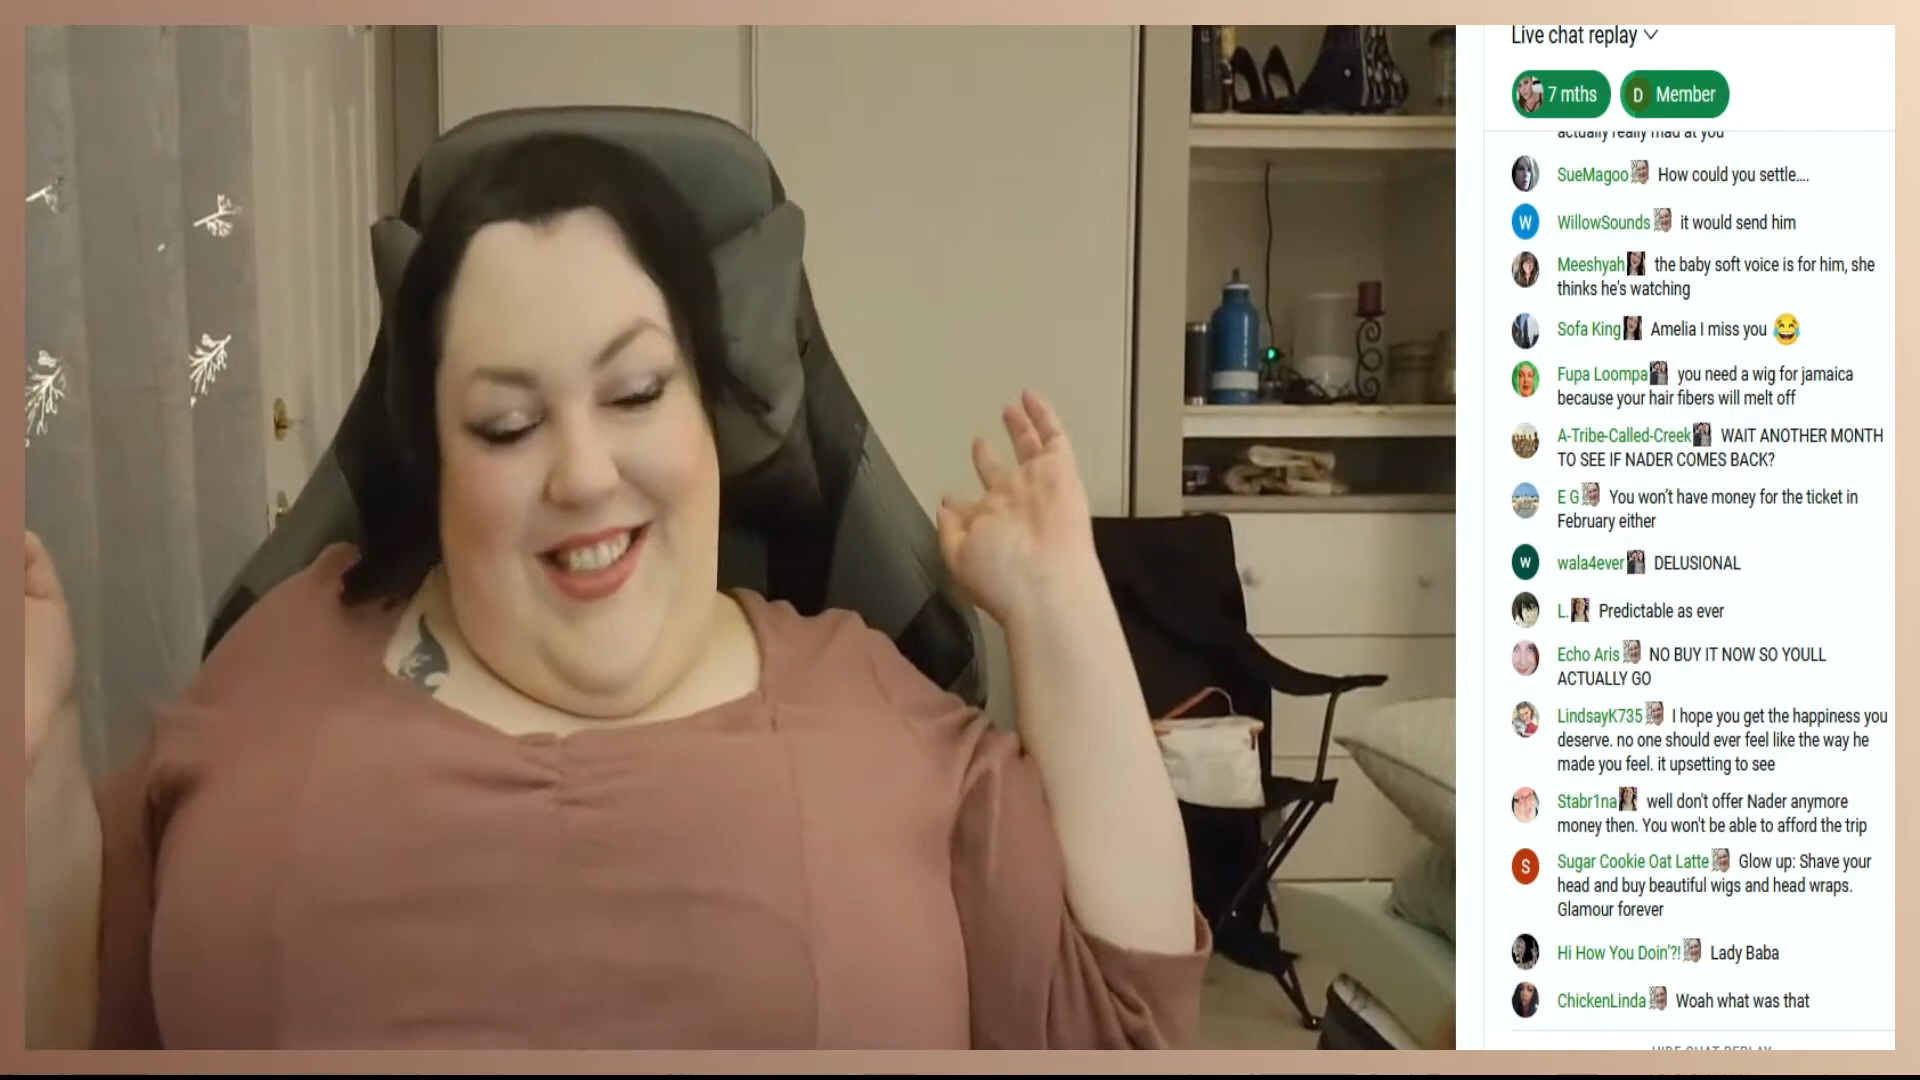 Live chat replay
7 mths
D Member
actually really mad at you
SueMagoo How could you settle....
W WillowSounds it would send him
Meeshyah the baby soft voice is for him, she
thinks he's watching
Sofa King Amelia I miss you 😂
Fupa Loompa you need a wig for jamaica
because your hair fibers will melt off
A-Tribe-Called-Creek WAIT ANOTHER MONTH
TO SEE IF NADER COMES BACK?
E G You won't have money for the ticket in
February either
w wala4ever DELUSIONAL
L. Predictable as ever
Echo Aris NO BUY IT NOW SO YOULL
ACTUALLY GO
LindsayK735 I hope you get the happiness you
deserve. no one should ever feel like the way he
made you feel. it upsetting to see
Stabr1na well don't offer Nader anymore
money then. You won't be able to afford the trip
S Sugar Cookie Oat Latte Glow up: Shave your
head and buy beautiful wigs and head wraps.
Glamour forever
Hi How You Doin'?! Lady Baba
ChickenLinda Woah what was that
HIDE CHAT REPLAY